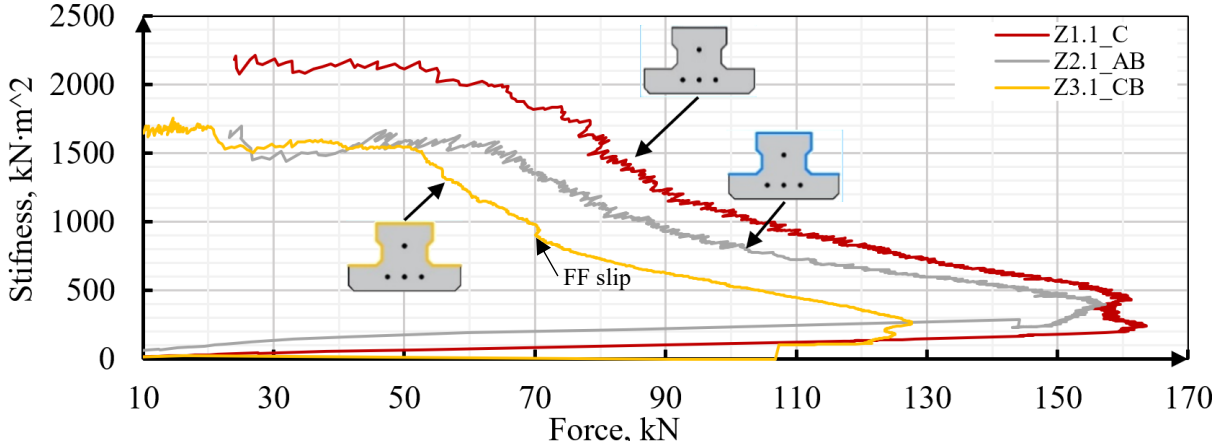 2500
2000
1500
1000
500
0
Stifness, kN·m^2
Z1.1_C
Z2.1_AB
Z3.1_CB
FF slip
10 30 50 70 90 110 130 150 170
Force, kN